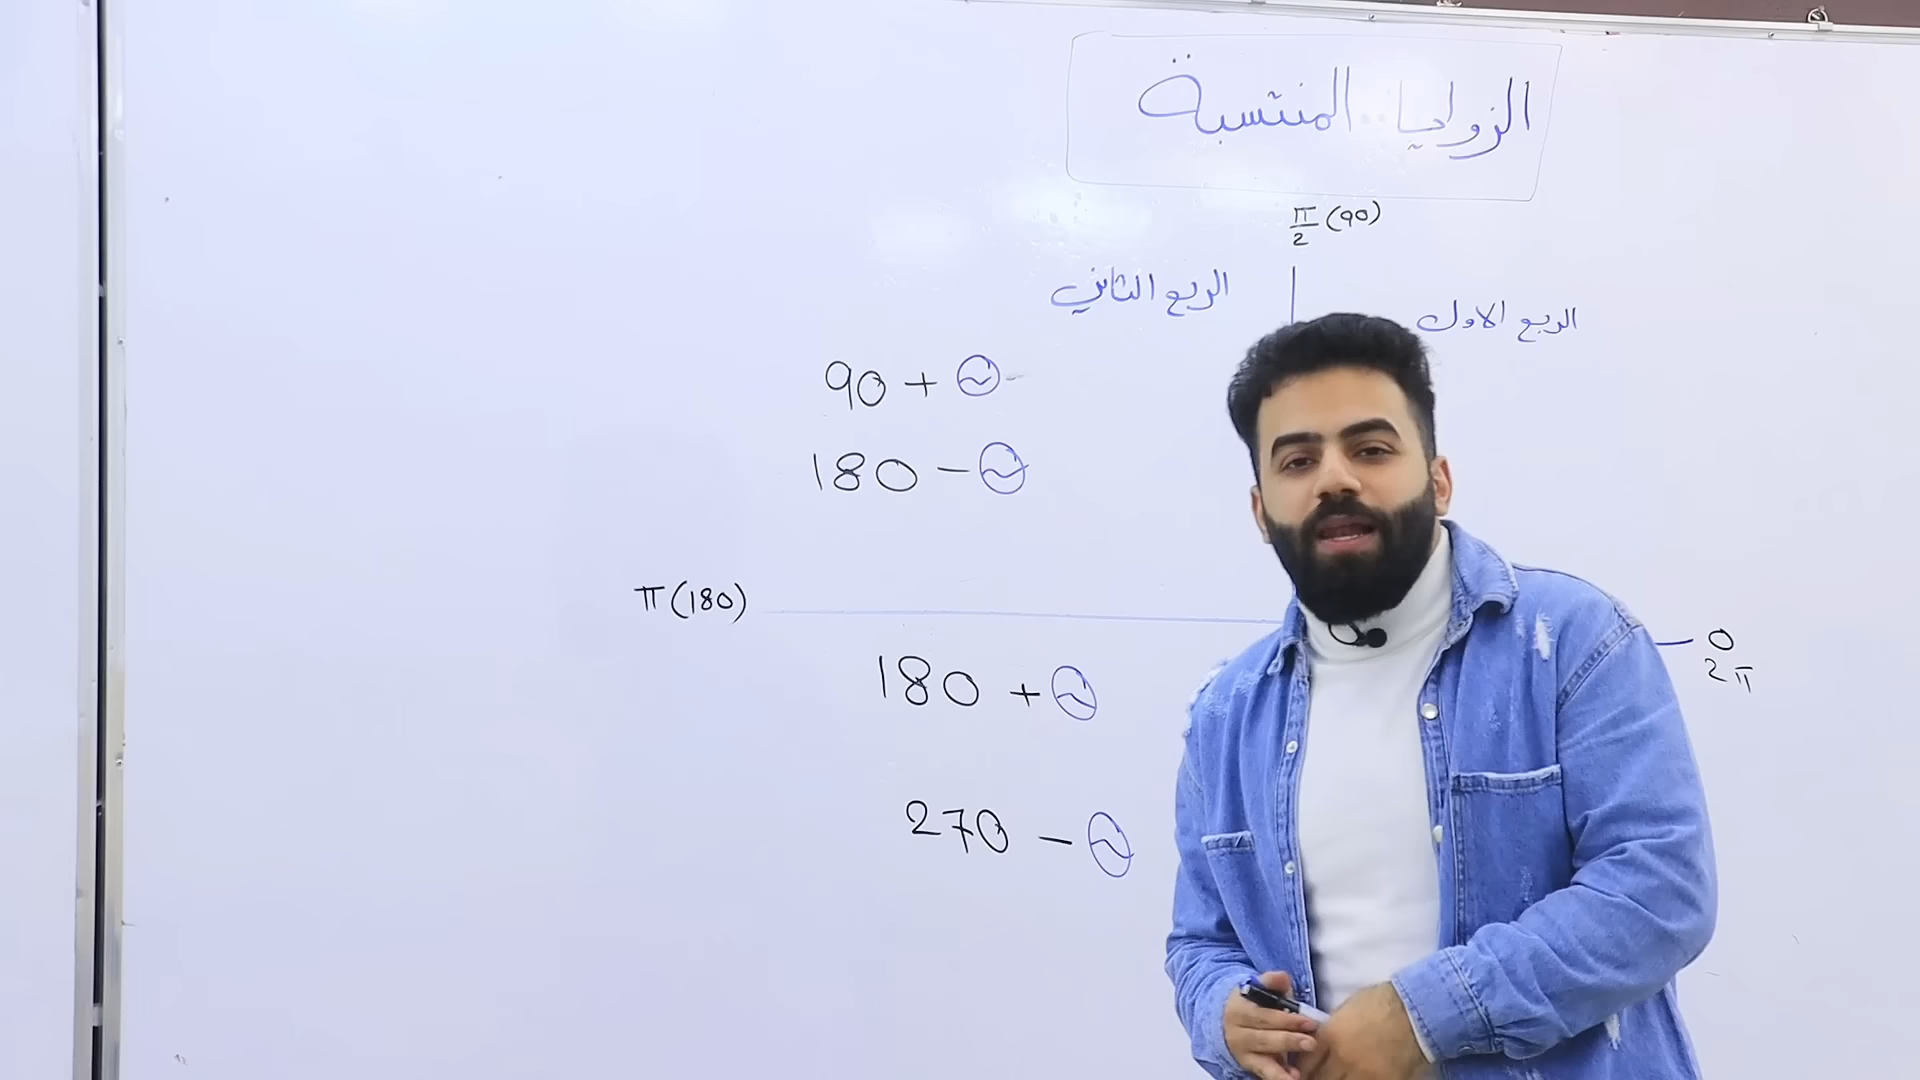 الزوايا المنتسبة
π/2 (90)
الربع الثاني
الربع الاول
90 + θ
180 - θ
π (180)
0
2π
180 + θ
270 - θ